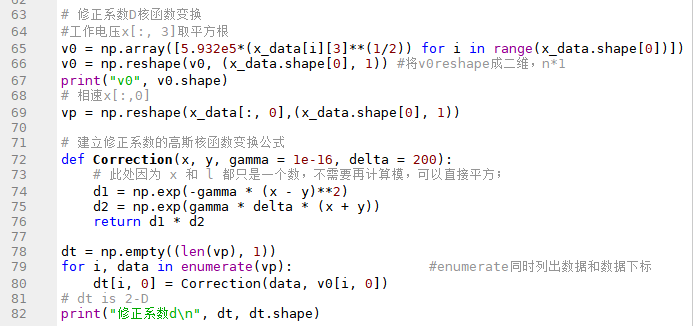 63 # 修正系数D核函数变换
64 #工作电压x[:, 3]取平方根
65 v0 = np.array([5.932e5*(x_data[i][3]**(1/2)) for i in range(x_data.shape[0])])
66 v0 = np.reshape(v0, (x_data.shape[0], 1)) #将v0reshape成二维，n*1
67 print("v0", v0.shape)
68 # 相速x[:,0]
69 vp = np.reshape(x_data[:, 0],(x_data.shape[0], 1))
70
71 # 建立修正系数的高斯核函数变换公式
72 def Correction(x, y, gamma = 1e-16, delta = 200):
73     # 此处因为 x 和 l 都只是一个数，不需要再计算模，可以直接平方；
74     d1 = np.exp(-gamma * (x - y)**2)
75     d2 = np.exp(gamma * delta * (x + y))
76     return d1 * d2
77
78 dt = np.empty((len(vp), 1))
79 for i, data in enumerate(vp):                 #enumerate同时列出数据和数据下标
80     dt[i, 0] = Correction(data, v0[i, 0])
81 # dt is 2-D
82 print("修正系数d\n", dt, dt.shape)